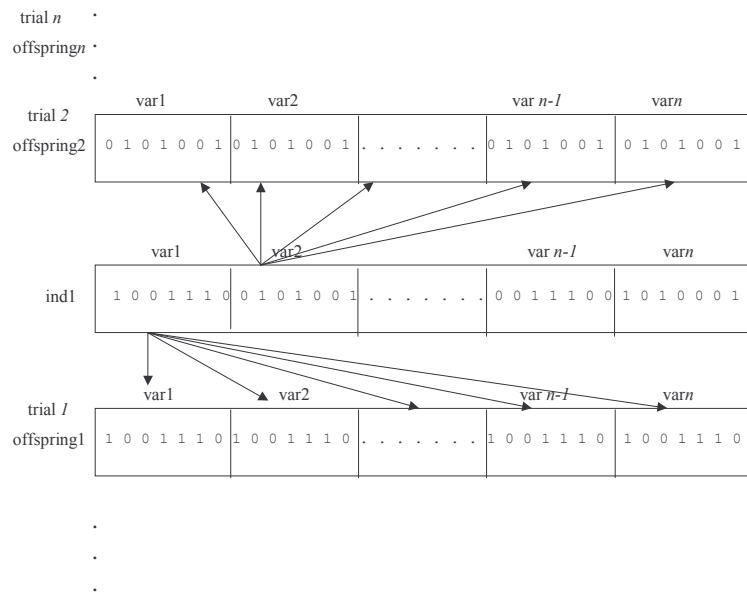 trial n .
offspringn .
.
var1 var2 var n-1 varn
trial 2
offspring2 0 1 0 1 0 0 1 0 1 0 1 0 0 1 . . . . . . . 0 1 0 1 0 0 1 0 1 0 1 0 0 1
var1 var2 var n-1 varn
ind1 1 0 0 1 1 1 0 0 1 0 1 0 0 1 . . . . . . . 0 0 1 1 1 0 0 1 0 1 0 0 0 1
var1 var2 var n-1 varn
trial 1
offspring1 1 0 0 1 1 1 0 1 0 0 1 1 1 0 . . . . . . . 1 0 0 1 1 1 0 1 0 0 1 1 1 0
.
.
.